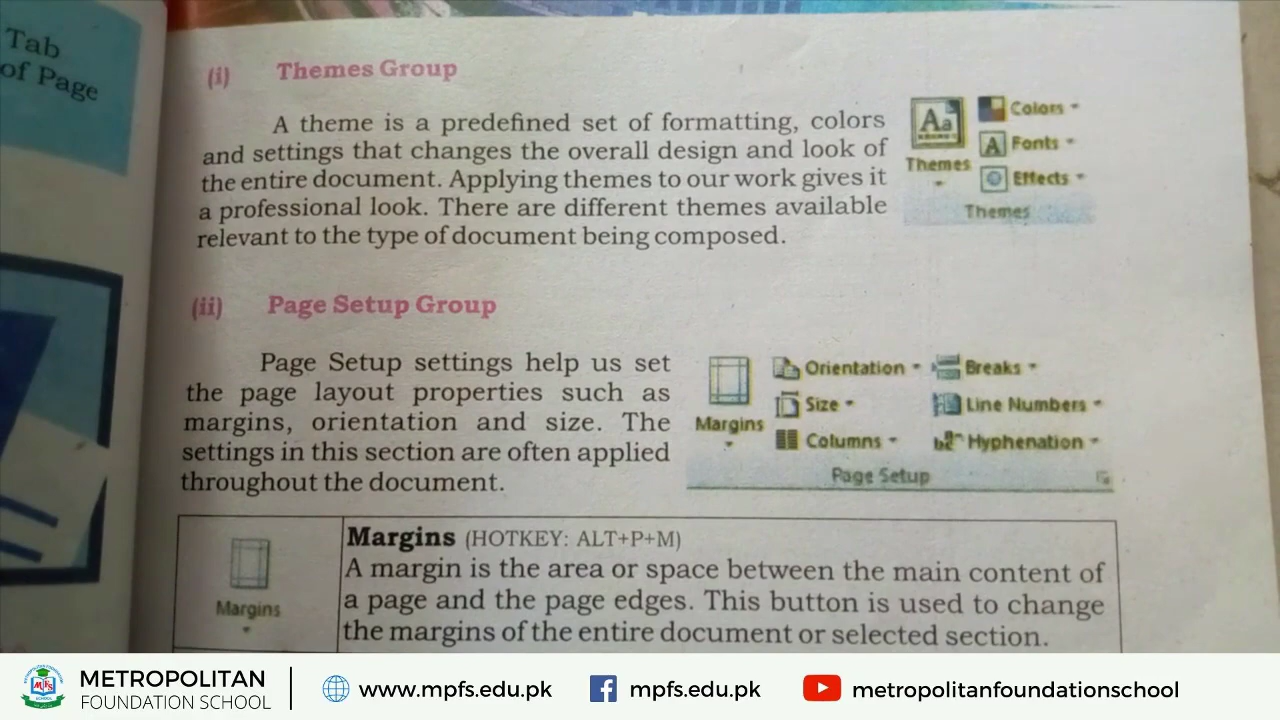 Tab
of Page
(i) Themes Group
A theme is a predefined set of formatting, colors
and settings that changes the overall design and look of
the entire document. Applying themes to our work gives it
a professional look. There are different themes available
relevant to the type of document being composed.
Aa
Themes
Colors
A Fonts
Effects
Themes
(ii) Page Setup Group
Page Setup settings help us set
the page layout properties such as
margins, orientation and size. The
settings in this section are often applied
throughout the document.
Margins
Orientation
Size
Columns
Breaks
Line Numbers
Hyphenation
Page Setup
Margins
Margins (HOTKEY: ALT+P+M)
A margin is the area or space between the main content of
a page and the page edges. This button is used to change
the margins of the entire document or selected section.
METROPOLITAN
FOUNDATION SCHOOL
www.mpfs.edu.pk
mpfs.edu.pk
metropolitanfoundationschool